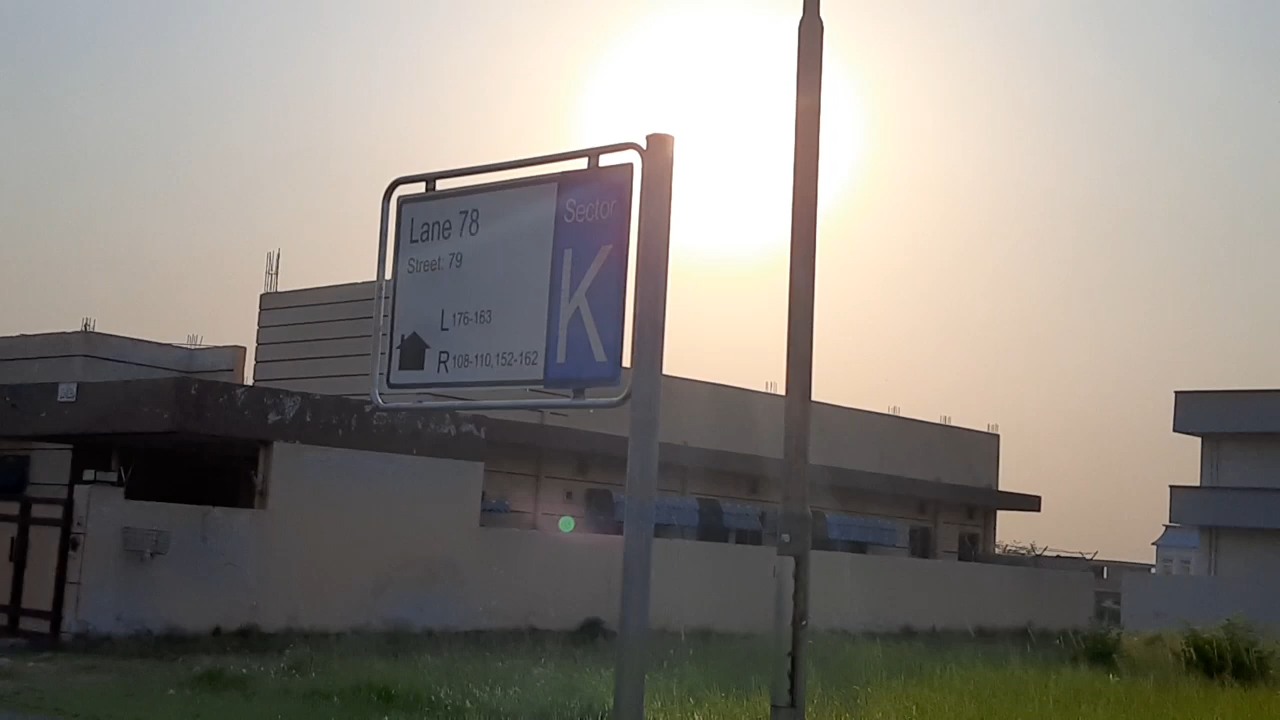 Lane 78
Street: 79
L 176-163
R 108-110,152-162
Sector
K